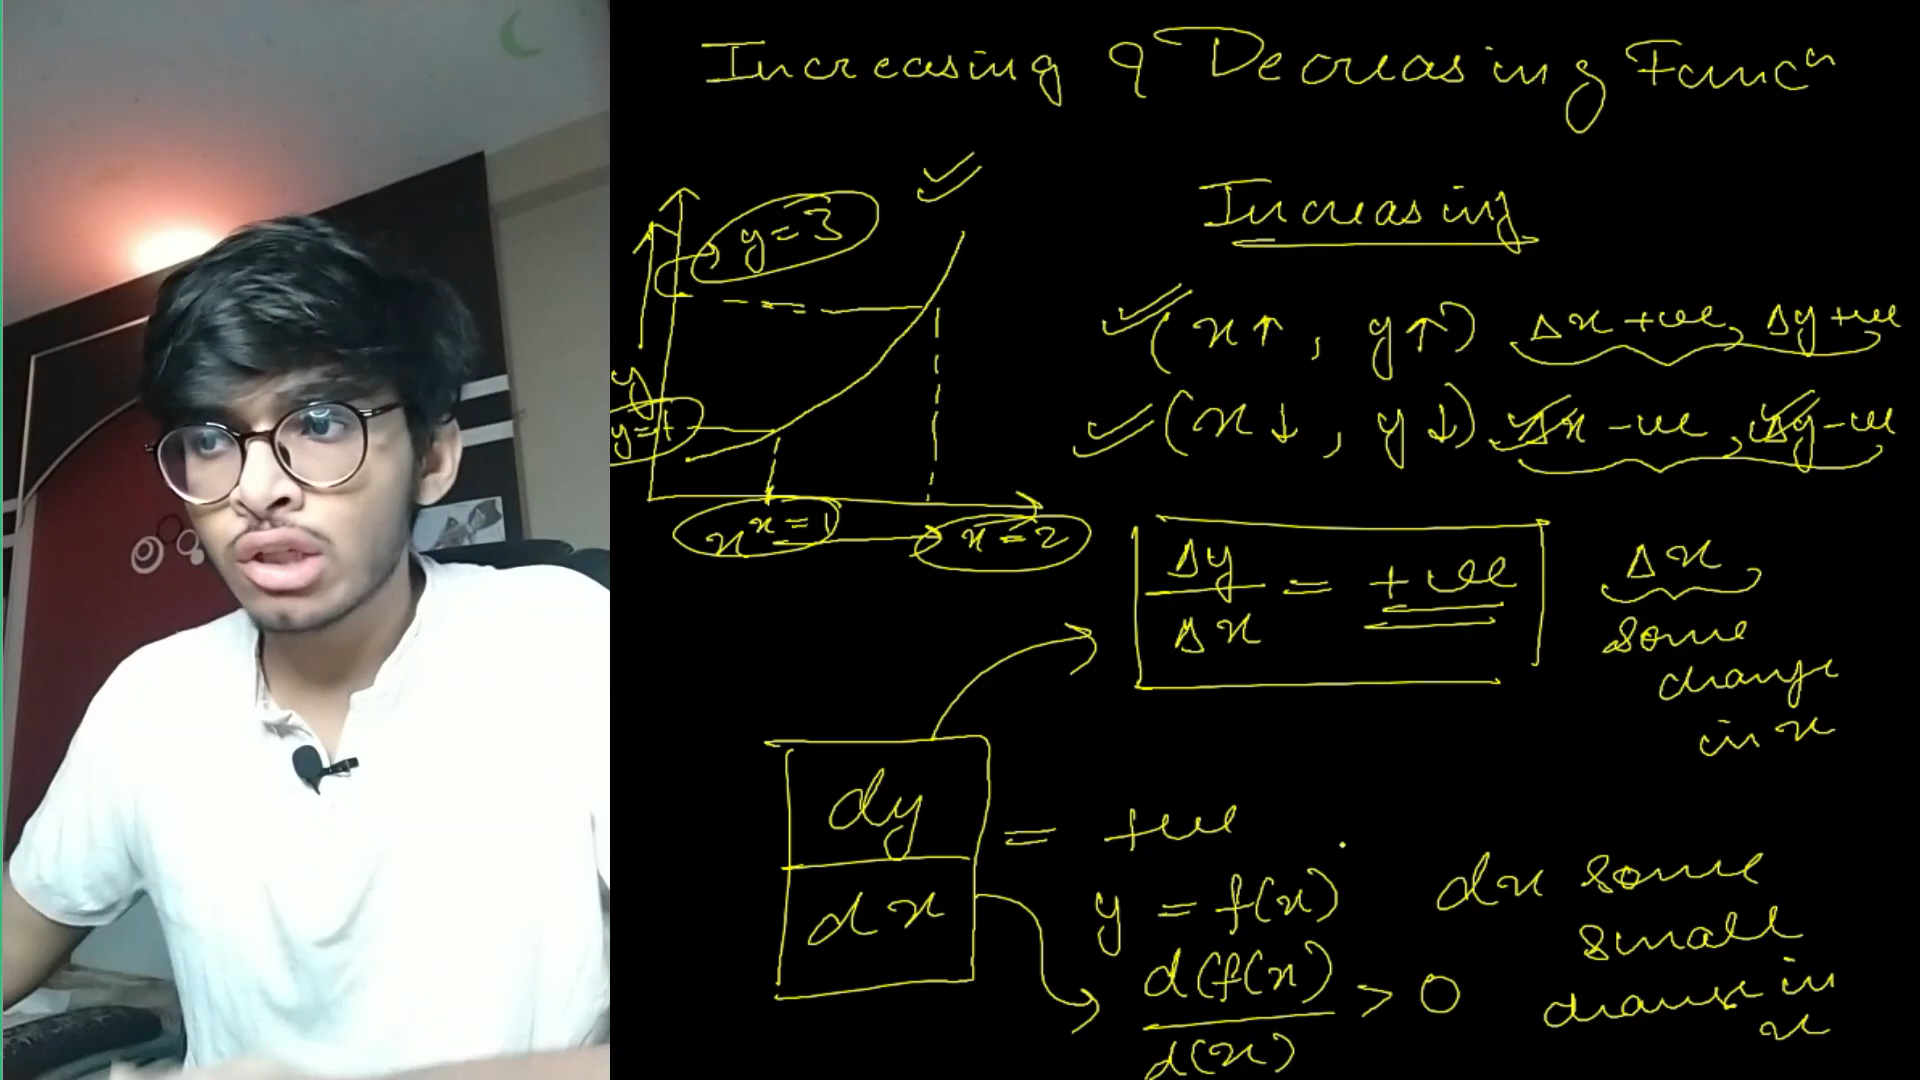 Increasing & Decreasing Funcⁿ
Increasing
y=3
(x↑, y↑) Δx +ve, Δy +ve
y
y=1
(x↓, y↓) Δx -ve, Δy -ve
x
x=1
x=2
Δy/Δx = +ve
Δx
some
change
in x
dy/dx = +ve
y = f(x)
d(f(x)/d(x) > 0
dx some
small
change in
x